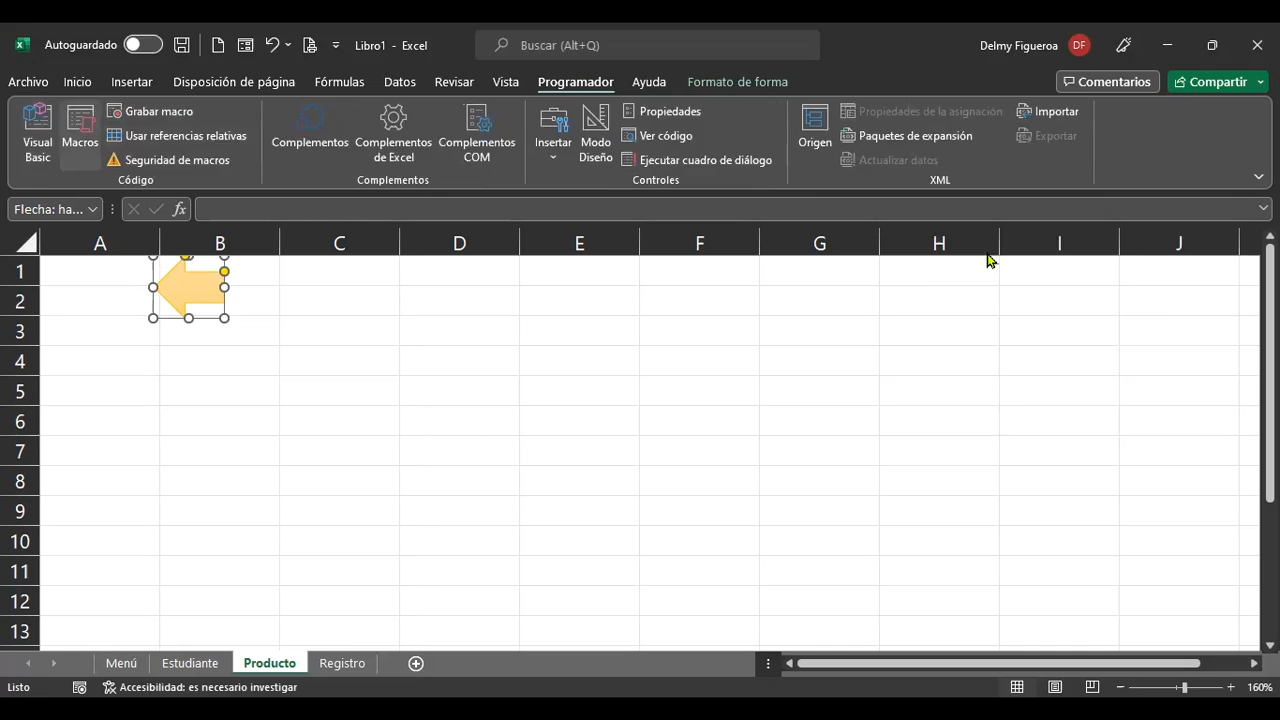 Autoguardado
Libro1 - Excel
Buscar (Alt+Q)
Delmy Figueroa DF
Archivo Inicio Insertar Disposición de página Fórmulas Datos Revisar Vista Programador Ayuda Formato de forma
Comentarios Compartir
Visual Basic
Macros
Grabar macro
Usar referencias relativas
Seguridad de macros
Código
Complementos
Complementos de Excel
Complementos COM
Complementos
Insertar
Modo Diseño
Propiedades
Ver código
Ejecutar cuadro de diálogo
Controles
Origen
Propiedades de la asignación
Paquetes de expansión
Actualizar datos
Importar
Exportar
XML
Flecha: ha... fx
A B C D E F G H I J
1
2
3
4
5
6
7
8
9
10
11
12
13
Menú Estudiante Producto Registro
Listo Accesibilidad: es necesario investigar 160%